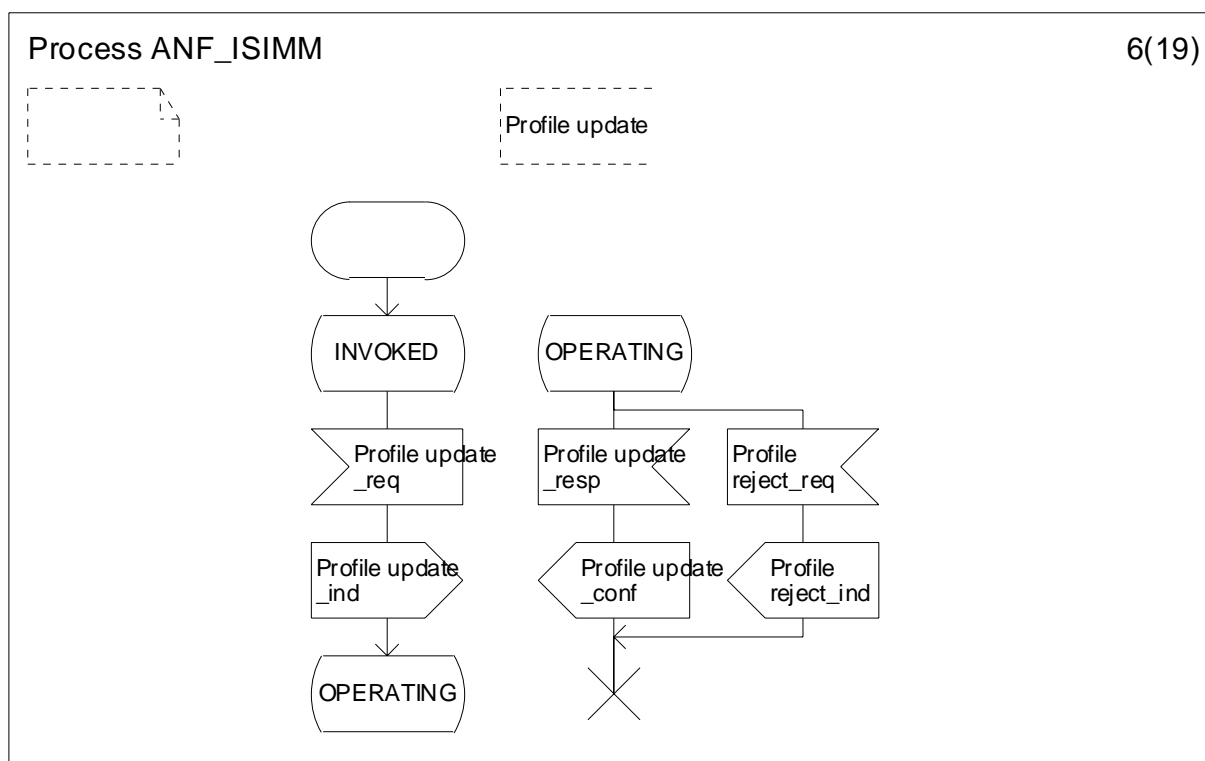 Process ANF_ISIMM
6(19)
Profile update
INVOKED
OPERATING
Profile update
_req
Profile update
_resp
Profile
reject_req
Profile update
_ind
Profile update
_conf
Profile
reject_ind
OPERATING